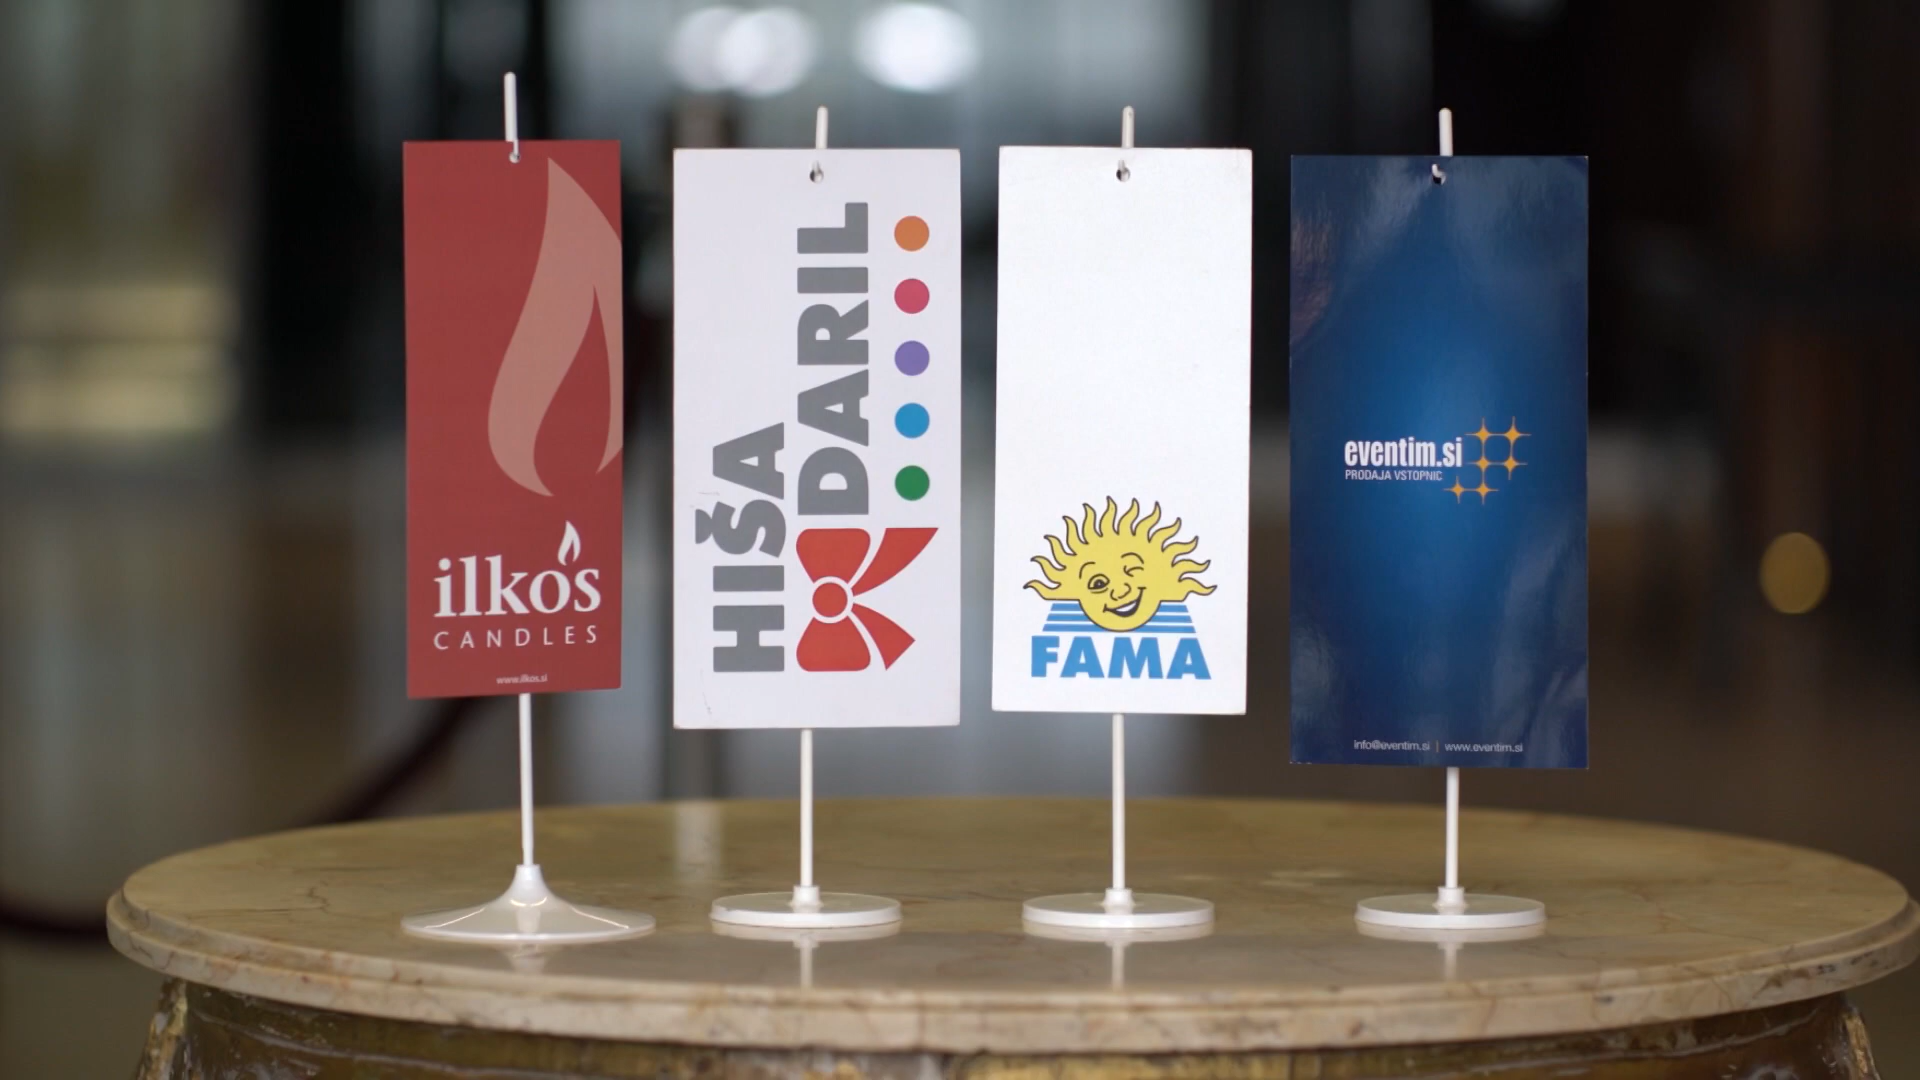 ilkos
CANDLES
www.ilkos.si
HIŠA
DARIL
FAMA
eventim.si
PRODAJA VSTOPNIC
info@eventim.si | www.eventim.si